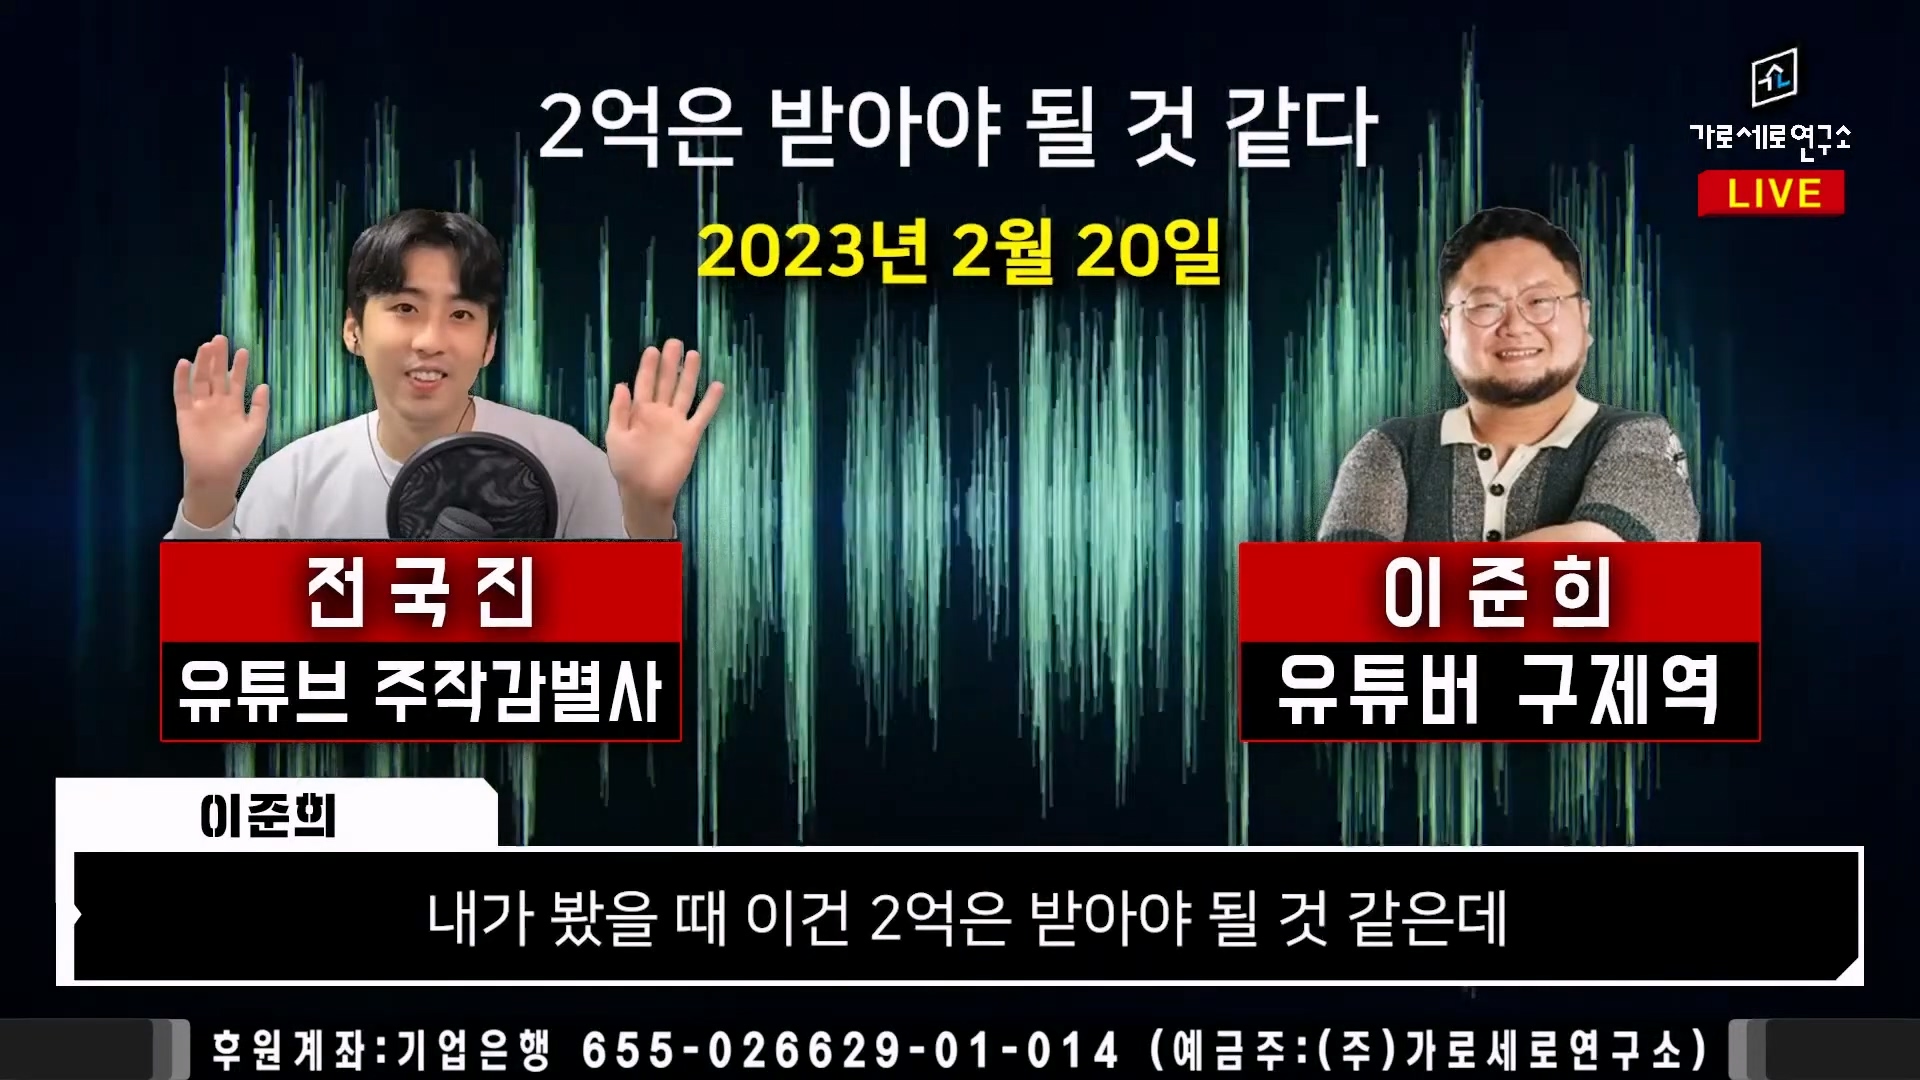 2억은 받아야 될 것 같다
가로세로연구소
LIVE
2023년 2월 20일
전국진
유튜브 주작감별사
이준희
유튜버 구제역
이준희
내가 봤을 때 이건 2억은 받아야 될 것 같은데
후원계좌:기업은행 655-026629-01-014 (예금주:(주)가로세로연구소)